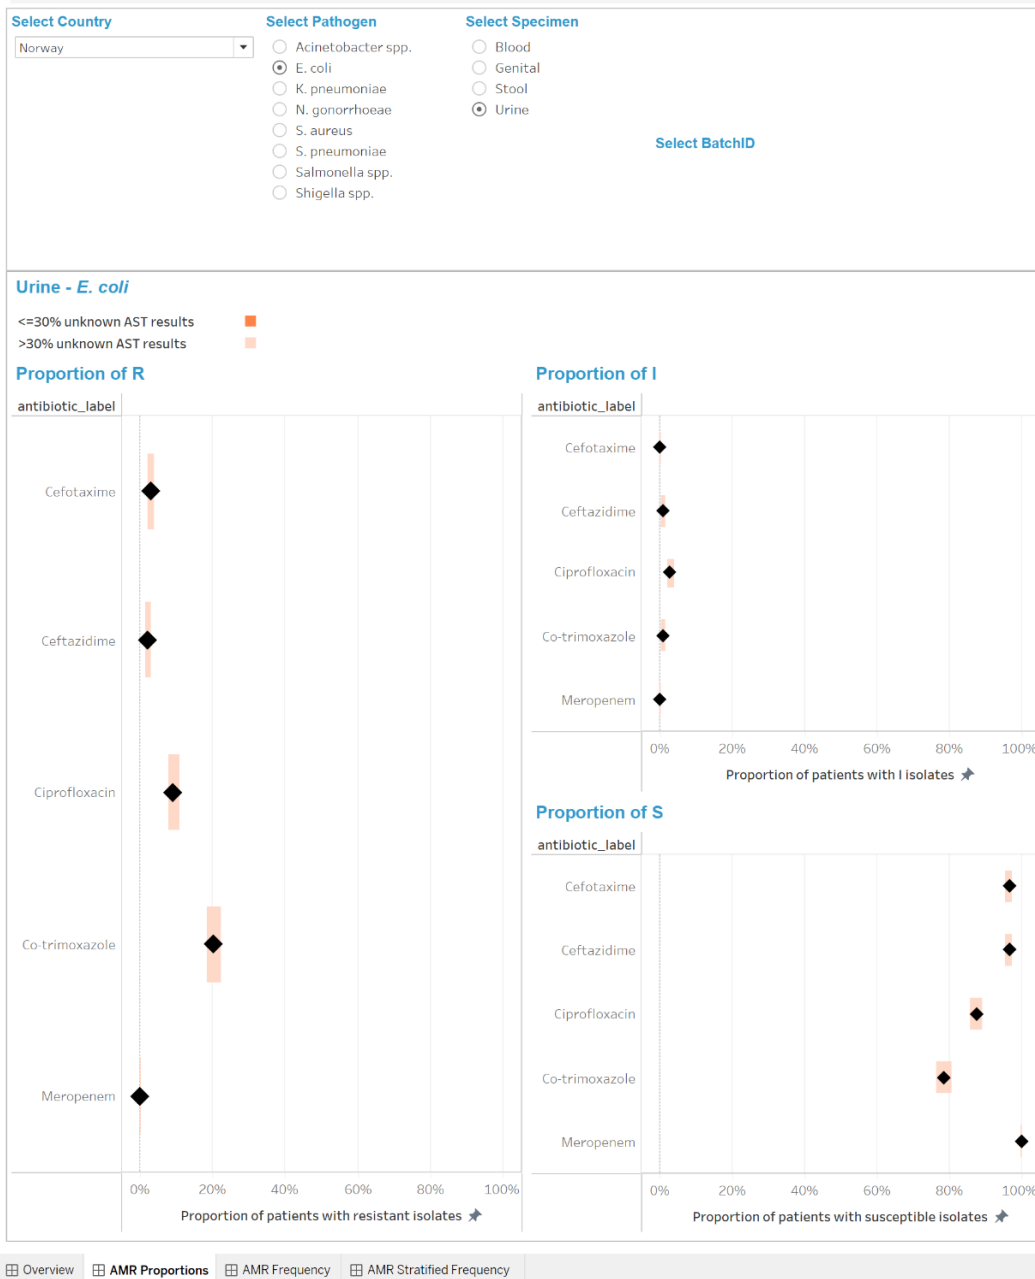 Select Country
Norway
Select Pathogen
Acinetobacter spp.
E. coli
K. pneumoniae
N. gonorrhoeae
S. aureus
S. pneumoniae
Salmonella spp.
Shigella spp.
Select Specimen
Blood
Genital
Stool
Urine
Select BatchID
Urine - E. coli
<=30% unknown AST results
>30% unknown AST results
Proportion of R
antibiotic_label
Cefotaxime
Ceftazidime
Ciprofloxacin
Co-trimoxazole
Meropenem
0% 20% 40% 60% 80% 100%
Proportion of patients with resistant isolates
Proportion of I
antibiotic_label
Cefotaxime
Ceftazidime
Ciprofloxacin
Co-trimoxazole
Meropenem
0% 20% 40% 60% 80% 100%
Proportion of patients with I isolates
Proportion of S
antibiotic_label
Cefotaxime
Ceftazidime
Ciprofloxacin
Co-trimoxazole
Meropenem
0% 20% 40% 60% 80% 100%
Proportion of patients with susceptible isolates
Overview AMR Proportions AMR Frequency AMR Stratified Frequency